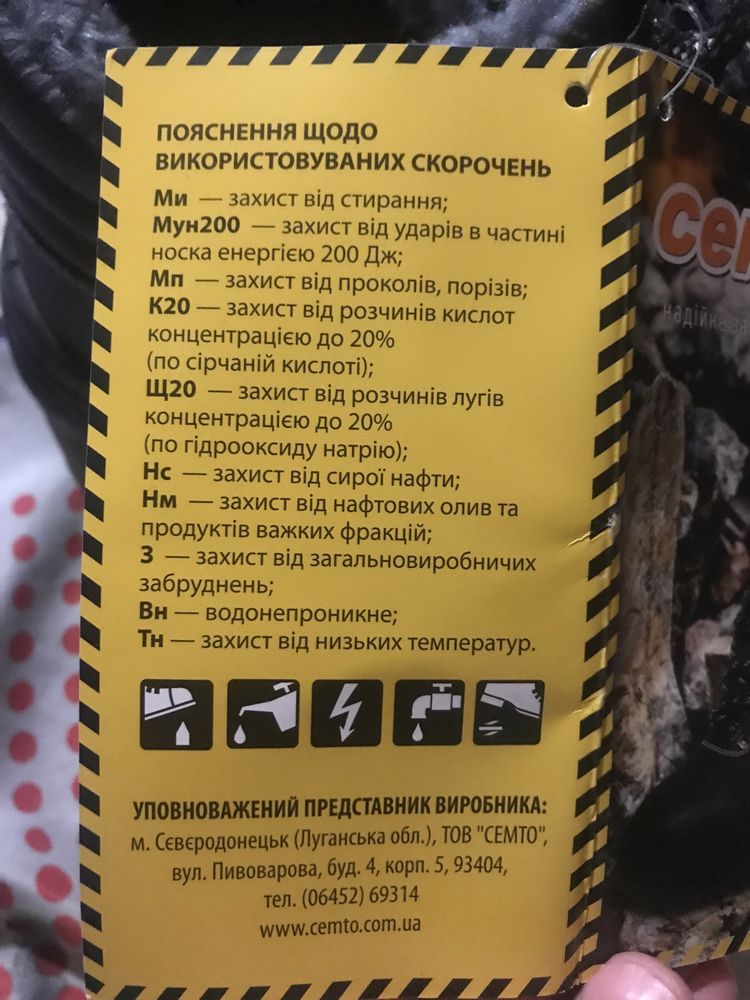 ПОЯСНЕННЯ ЩОДО
ВИКОРИСТОВУВАНИХ СКОРОЧЕНЬ
Ми — захист від стирання;
Мун200 — захист від ударів в частині
носка енергією 200 Дж;
Мп — захист від проколів, порізів;
К20 — захист від розчинів кислот
концентрацією до 20%
(по сірчаній кислоті);
Щ20 — захист від розчинів лугів
концентрацією до 20%
(по гідрооксиду натрію);
Нс — захист від сирої нафти;
Нм — захист від нафтових олив та
продуктів важких фракцій;
З — захист від загальновиробничих
забруднень;
Вн — водонепроникне;
Тн — захист від низьких температур.
УПОВНОВАЖЕНИЙ ПРЕДСТАВНИК ВИРОБНИКА:
м. Сєвєродонецьк (Луганська обл.), ТОВ "СЕМТО",
вул. Пивоварова, буд. 4, корп. 5, 93404,
тел. (06452) 69314
www.cemto.com.ua
надійне